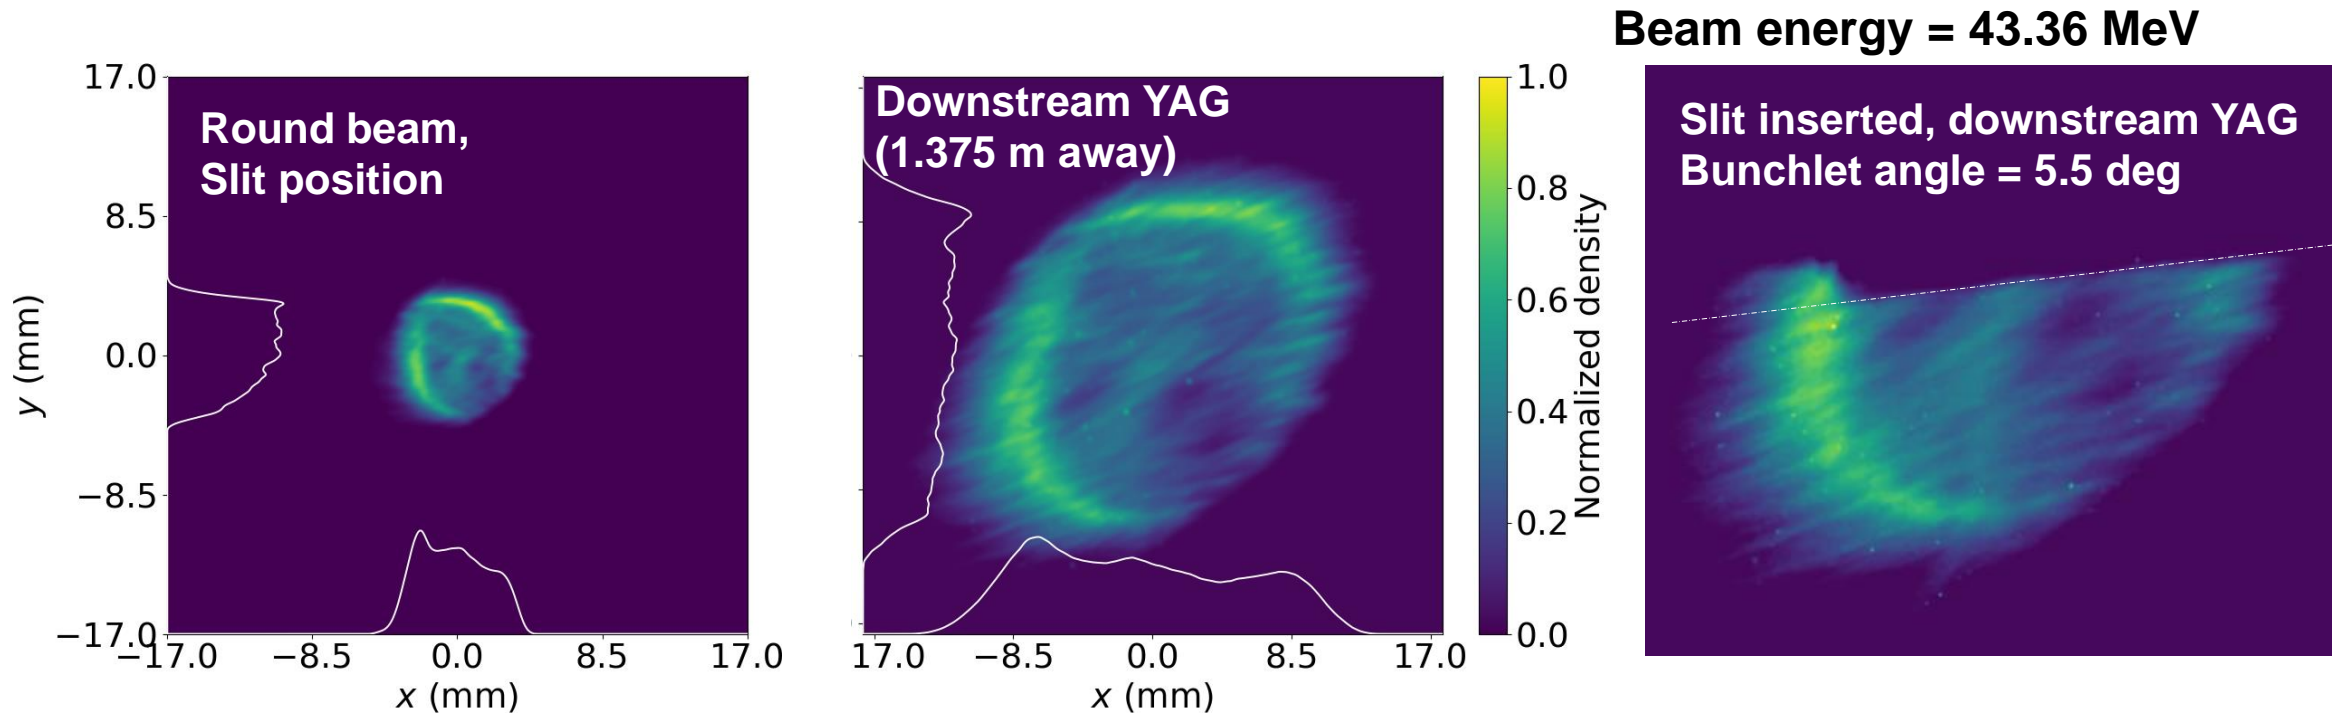 Beam energy = 43.36 MeV
Round beam,
Slit position
17.0
8.5
0.0
−8.5
−17.0
y (mm)
−17.0 −8.5 0.0 8.5 17.0
x (mm)
Downstream YAG
(1.375 m away)
17.0 −8.5 0.0 8.5 17.0
x (mm)
1.0
0.8
0.6
0.4
0.2
0.0
Normalized density
Slit inserted, downstream YAG
Bunchlet angle = 5.5 deg